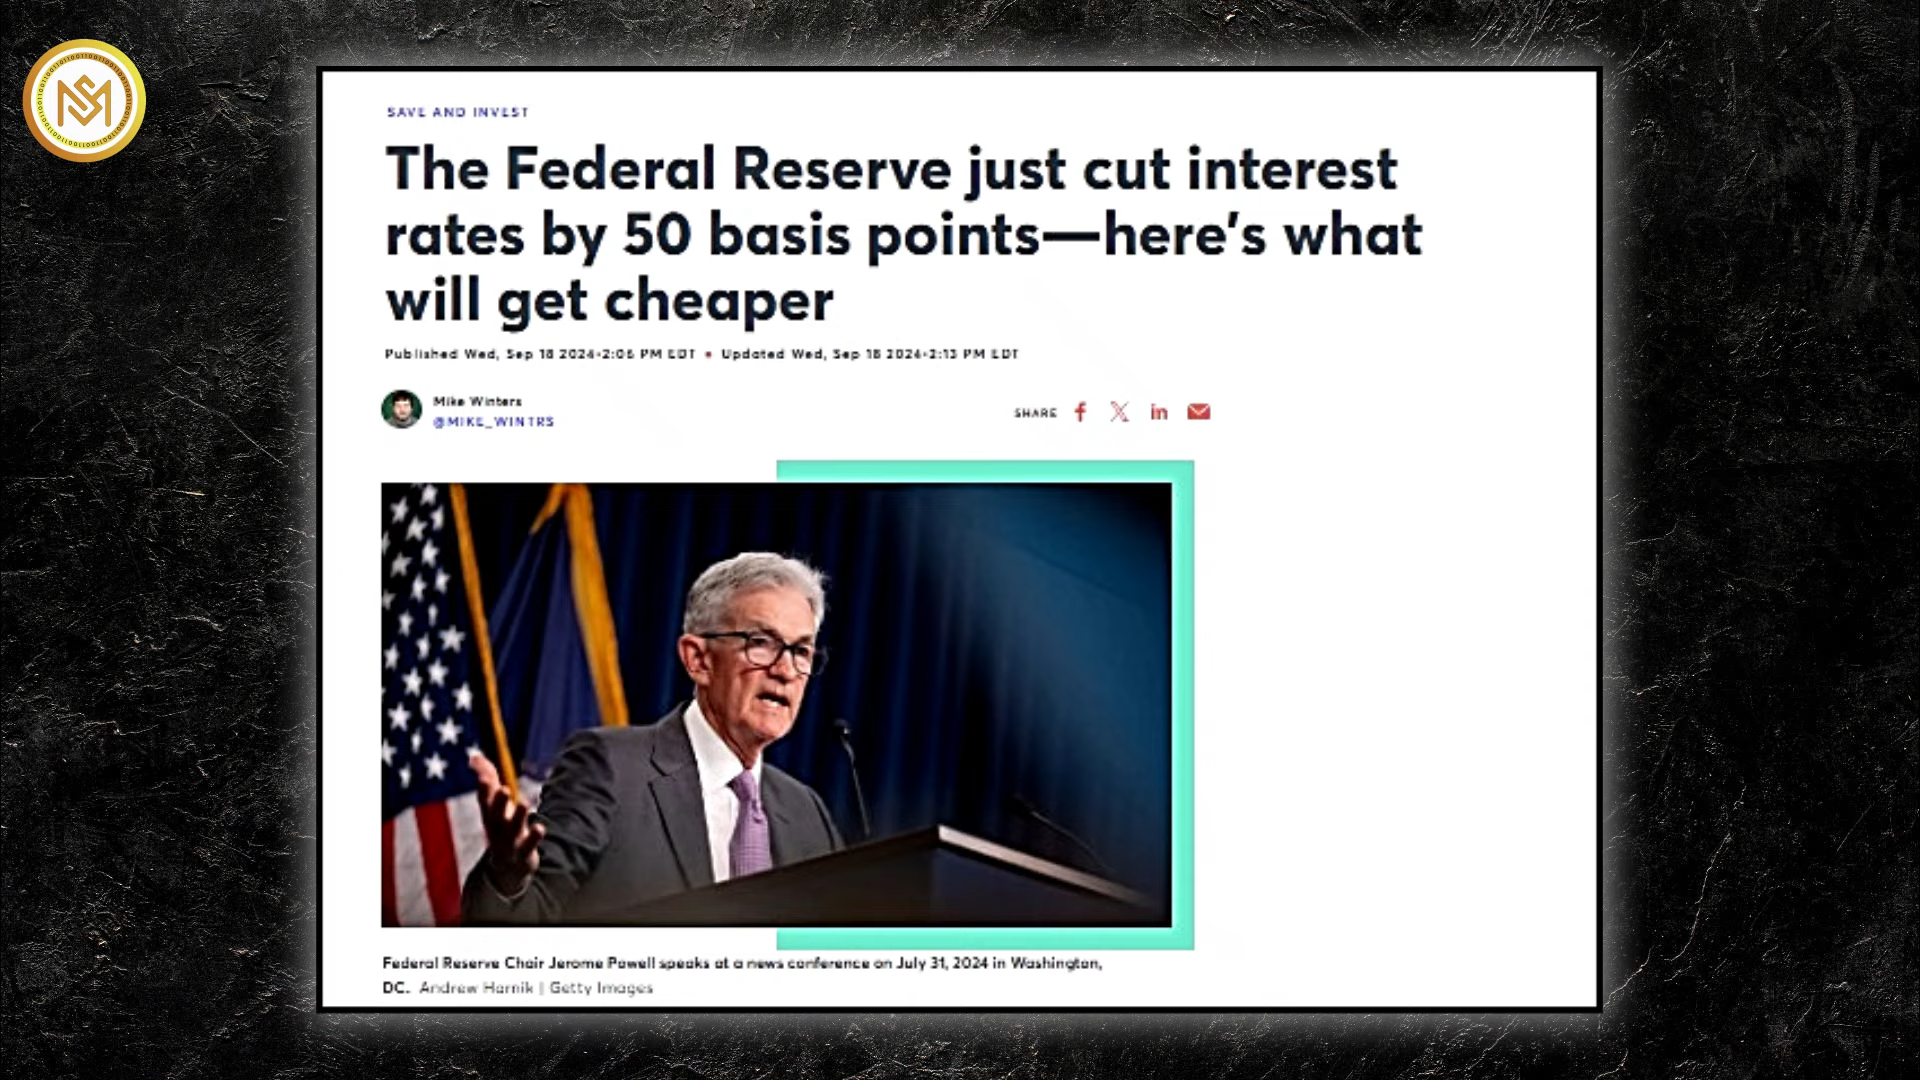 SAVE AND INVEST
The Federal Reserve just cut interest
rates by 50 basis points—here's what
will get cheaper
Published Wed, Sep 18 2024•2:06 PM EDT • Updated Wed, Sep 18 2024•2:13 PM EDT
Mike Winters
@MIKE_WINTRS
SHARE
Federal Reserve Chair Jerome Powell speaks at a news conference on July 31, 2024 in Washington,
DC. Andrew Harnik | Getty Images